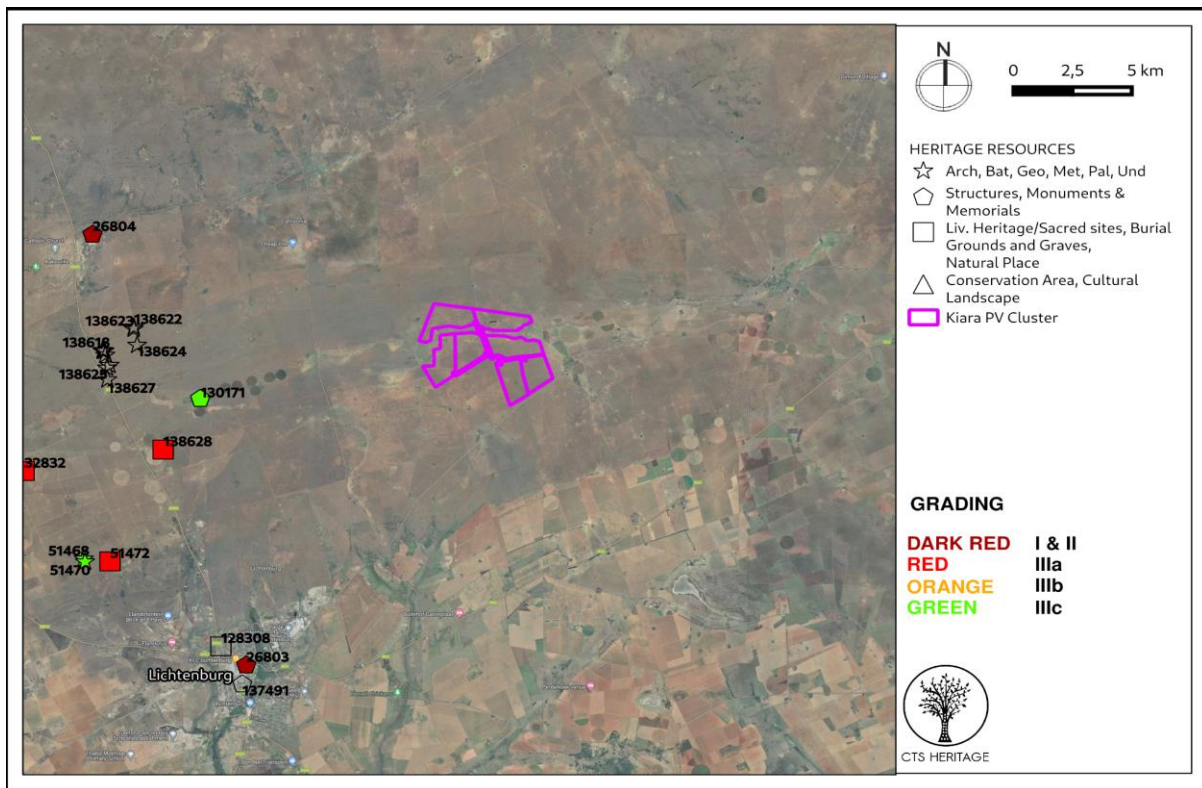 26804
138623 138622
138618
138624
138625
138627
130171
138628
32832
51468
51472
51470
Lichtenburg
128308
26803
Lichtenburg
137491
N
0 2,5 5 km
HERITAGE RESOURCES
Arch, Bat, Geo, Met, Pal, Und
Structures, Monuments &
Memorials
Liv. Heritage/Sacred sites, Burial
Grounds and Graves,
Natural Place
Conservation Area, Cultural
Landscape
Kiara PV Cluster
GRADING
DARK RED I & II
RED IIIa
ORANGE IIIb
GREEN IIIc
CTS HERITAGE